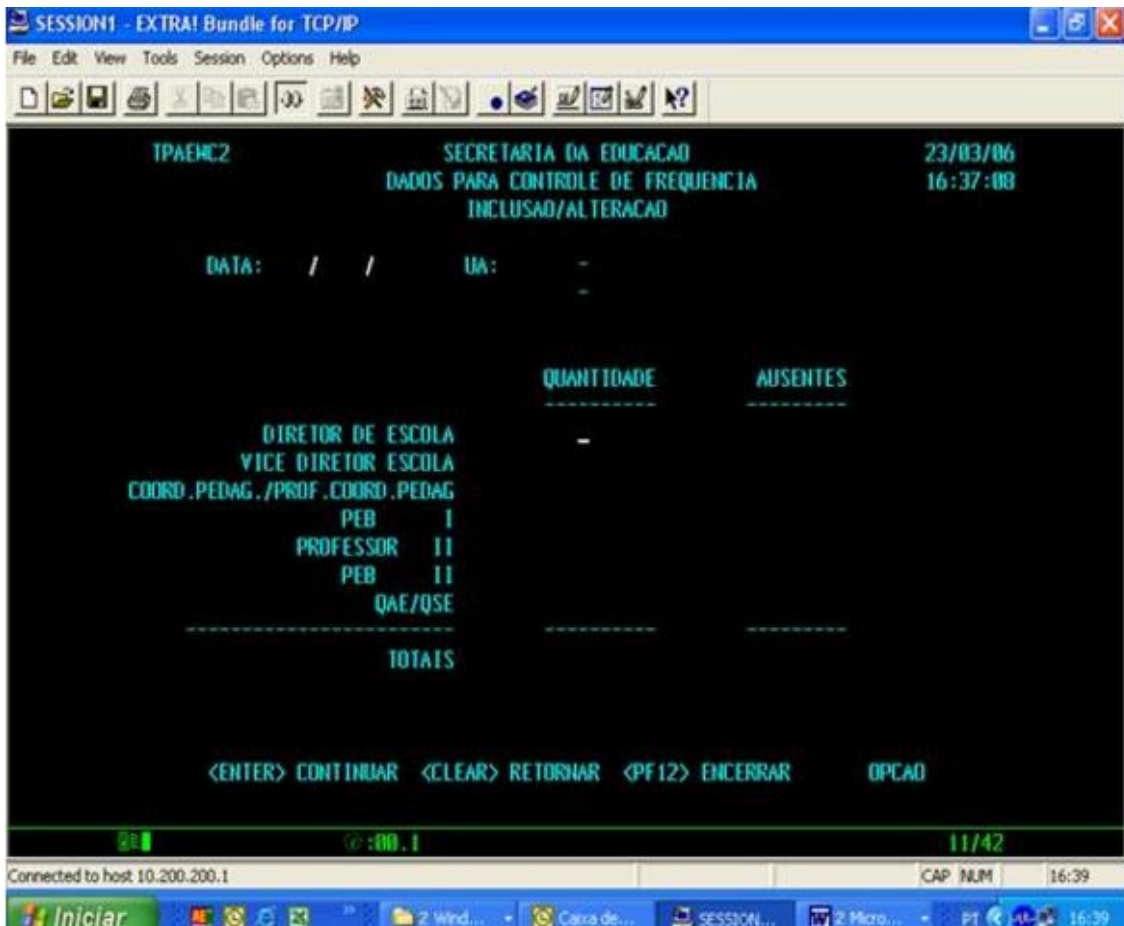 SESSION1 - EXTRA! Bundle for TCP/IP
File Edit View Tools Session Options Help
TPAEWC2 SECRETARIA DA EDUCACAO 23/03/06
DADOS PARA CONTROLE DE FREQUENCIA 16:37:08
INCLUSAO/ALTERACAO
DATA: / / UA: -
-
QUANTIDADE AUSENTES
---------- ---------
DIRETOR DE ESCOLA _
VICE DIRETOR ESCOLA
COORD.PEDAG./PROF.COORD.PEDAG
PEB I
PROFESSOR II
PEB II
QAE/QSE
------------------------ ---------- ---------
TOTAIS
<ENTER> CONTINUAR <CLEAR> RETORNAR <PF12> ENCERRAR OPCAO
:00.1 11/42
Connected to host 10.200.200.1 CAP NUM 16:39
Iniciar » 2 Wind... Caixa de... SESSION... 2 Micro... PT 16:39